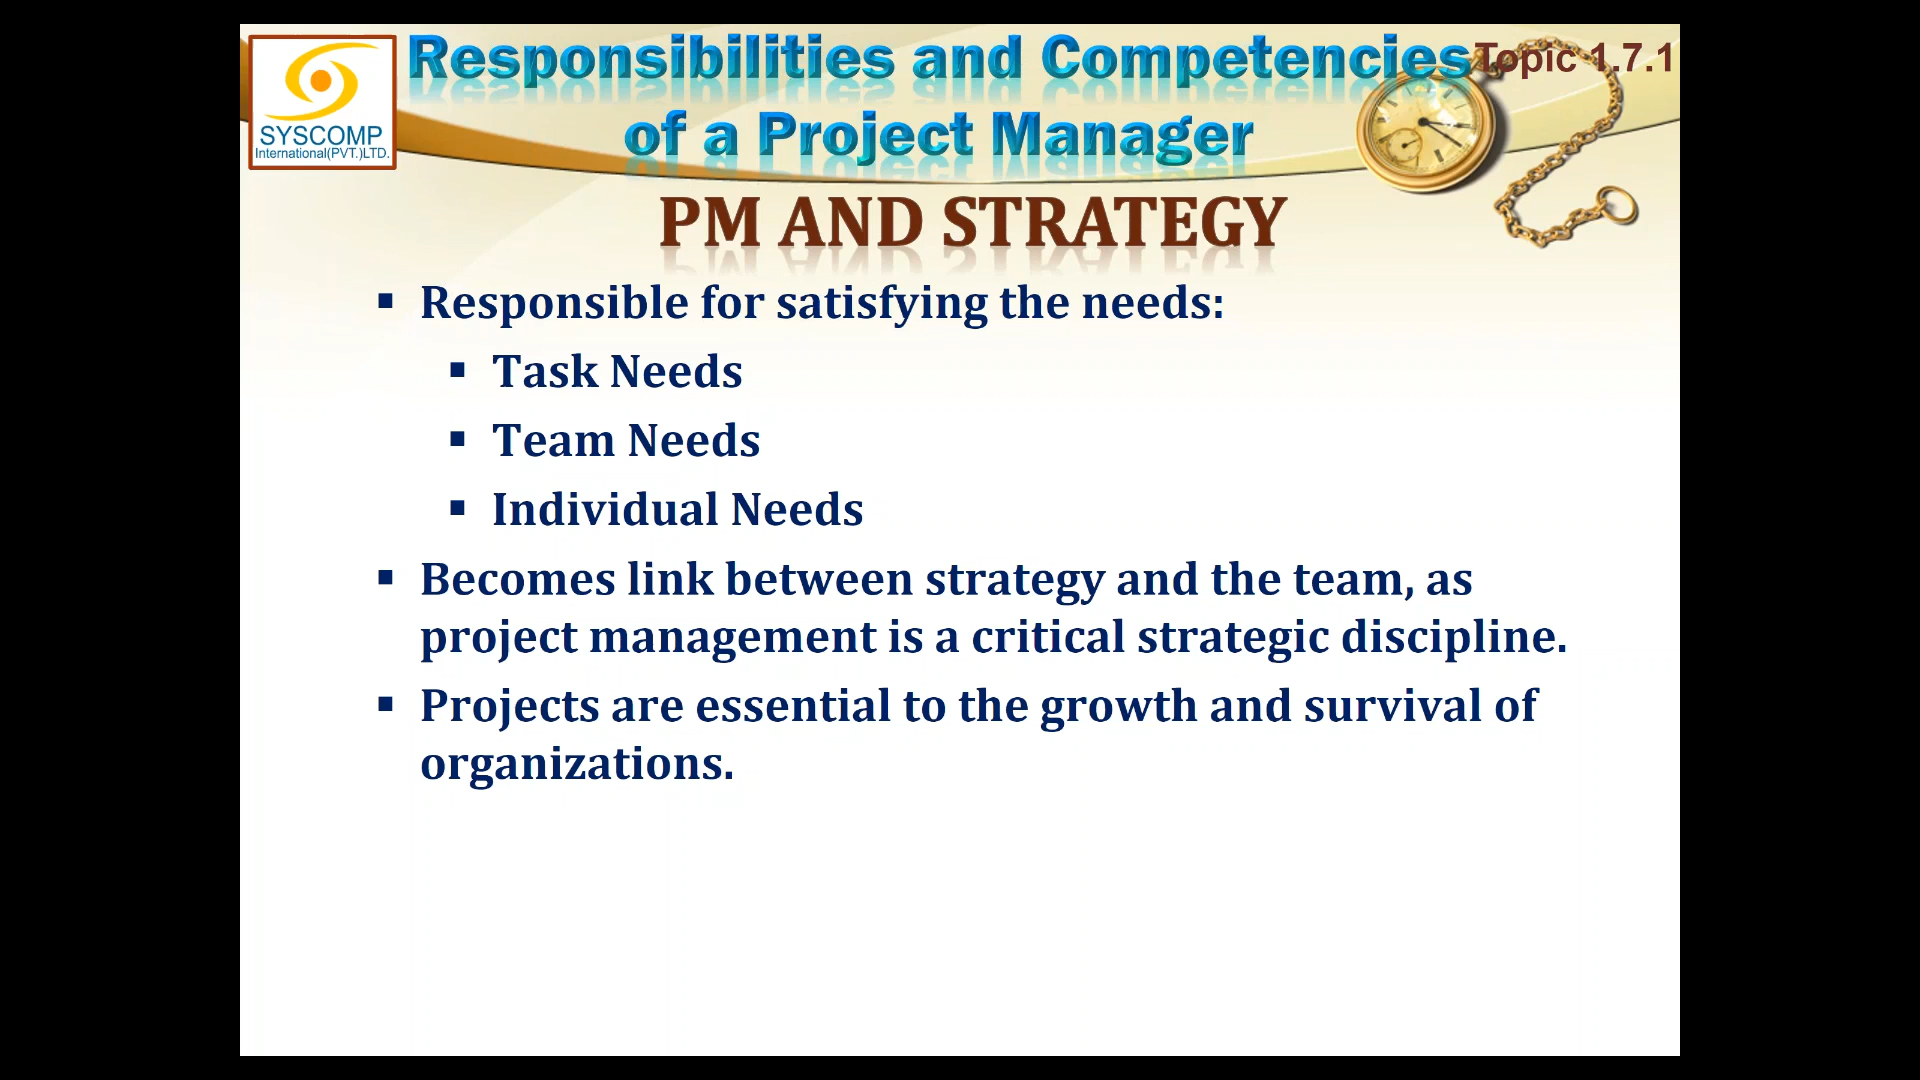 SYSCOMP
International(PVT.)LTD.
Responsibilities and Competencies
of a Project Manager
Topic 1.7.1
PM AND STRATEGY
▪ Responsible for satisfying the needs:
▪ Task Needs
▪ Team Needs
▪ Individual Needs
▪ Becomes link between strategy and the team, as
project management is a critical strategic discipline.
▪ Projects are essential to the growth and survival of
organizations.